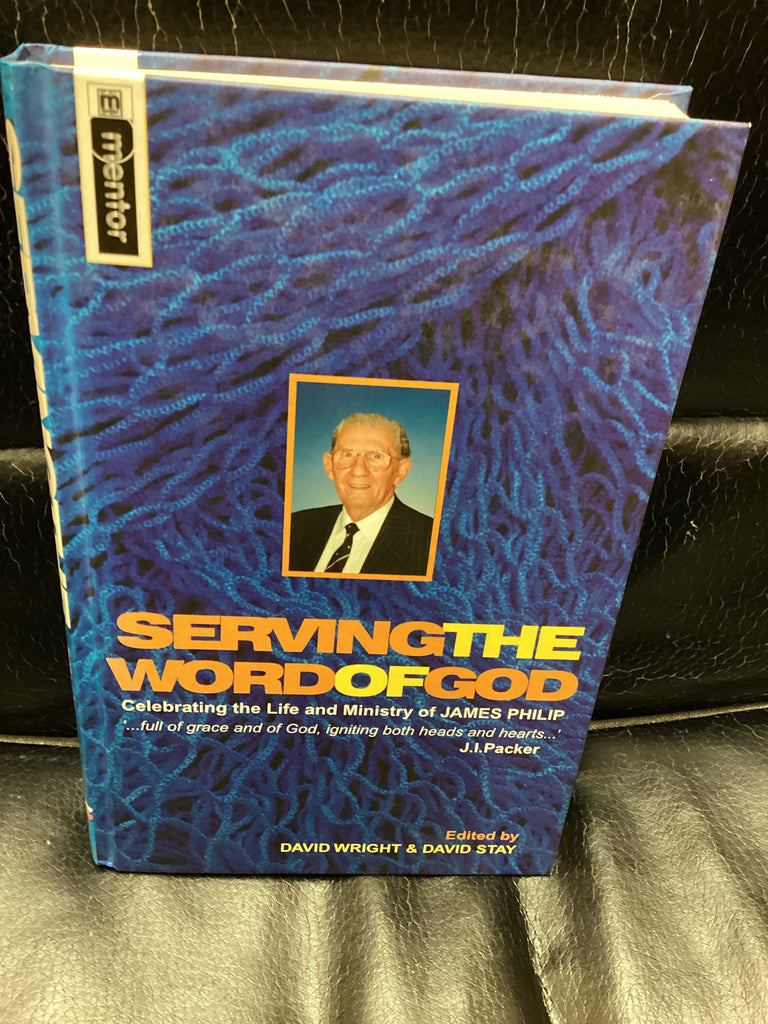 mentor
SERVINGTHE
WORDOFGOD
Celebrating the Life and Ministry of JAMES PHILIP
'...full of grace and of God, igniting both heads and hearts...'
J.I.Packer
Edited by
DAVID WRIGHT & DAVID STAY